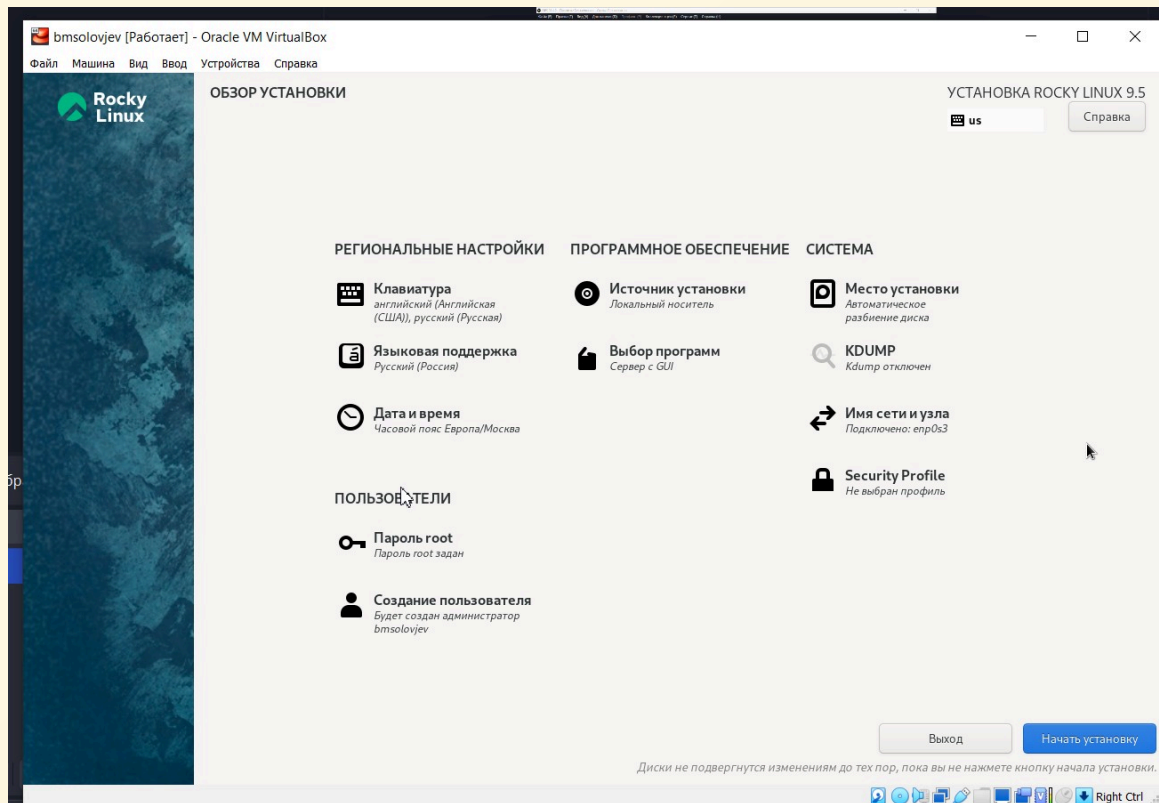 bmsolovjev [Работает] - Oracle VM VirtualBox
Файл Машина Вид Ввод Устройства Справка
Rocky
Linux
ОБЗОР УСТАНОВКИ
УСТАНОВКА ROCKY LINUX 9.5
us
Справка
РЕГИОНАЛЬНЫЕ НАСТРОЙКИ
Клавиатура
английский (Английская
(США)), русский (Русская)
Языковая поддержка
Русский (Россия)
Дата и время
Часовой пояс Европа/Москва
ПОЛЬЗОВАТЕЛИ
Пароль root
Пароль root задан
Создание пользователя
Будет создан администратор
bmsolovjev
ПРОГРАММНОЕ ОБЕСПЕЧЕНИЕ
Источник установки
Локальный носитель
Выбор программ
Сервер с GUI
СИСТЕМА
Место установки
Автоматическое
разбиение диска
KDUMP
Kdump отключен
Имя сети и узла
Подключено: enp0s3
Security Profile
Не выбран профиль
Выход
Начать установку
Диски не подвергнутся изменениям до тех пор, пока вы не нажмете кнопку начала установки.
Right Ctrl